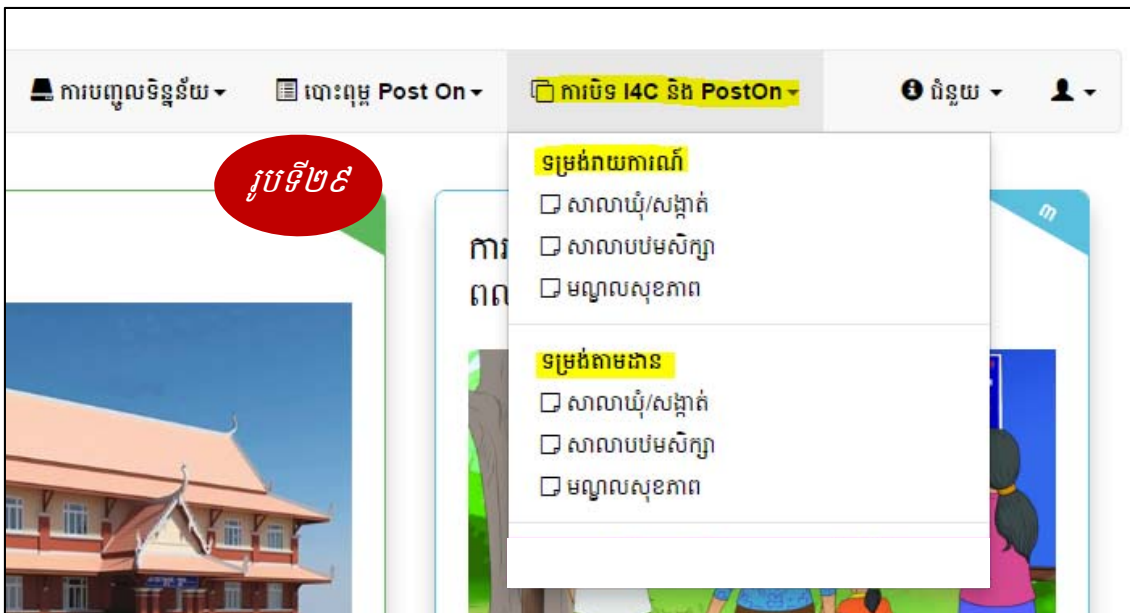 ការបញ្ចូលទិន្នន័យ
បោះពុម្ព Post On
ការបិទ I4C និង PostOn
ជំនួយ
រូបទី២៩
ទម្រង់រាយការណ៍
សាលាឃុំ/សង្កាត់
សាលាបឋមសិក្សា
មណ្ឌលសុខភាព
ទម្រង់តាមដាន
សាលាឃុំ/សង្កាត់
សាលាបឋមសិក្សា
មណ្ឌលសុខភាព
៣
ការ
ពល